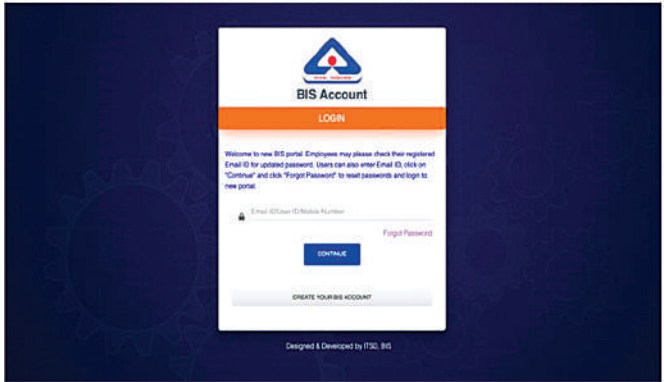 BIS Account
LOGIN
Welcome to new BIS portal. Employees may please check their registered
Email ID for updated password. Users can also enter Email ID, click on
"Continue" and click "Forgot Password" to reset passwords and login to
new portal.
Email ID/User ID/Mobile Number
Forgot Password
CONTINUE
CREATE YOUR BIS ACCOUNT
Designed & Developed by ITSD, BIS